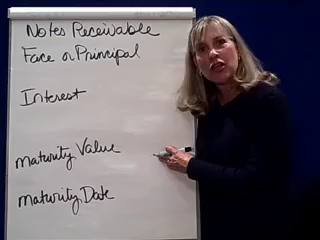 Notes Receivable
Face or Principal
Interest
maturity Value
maturity Date